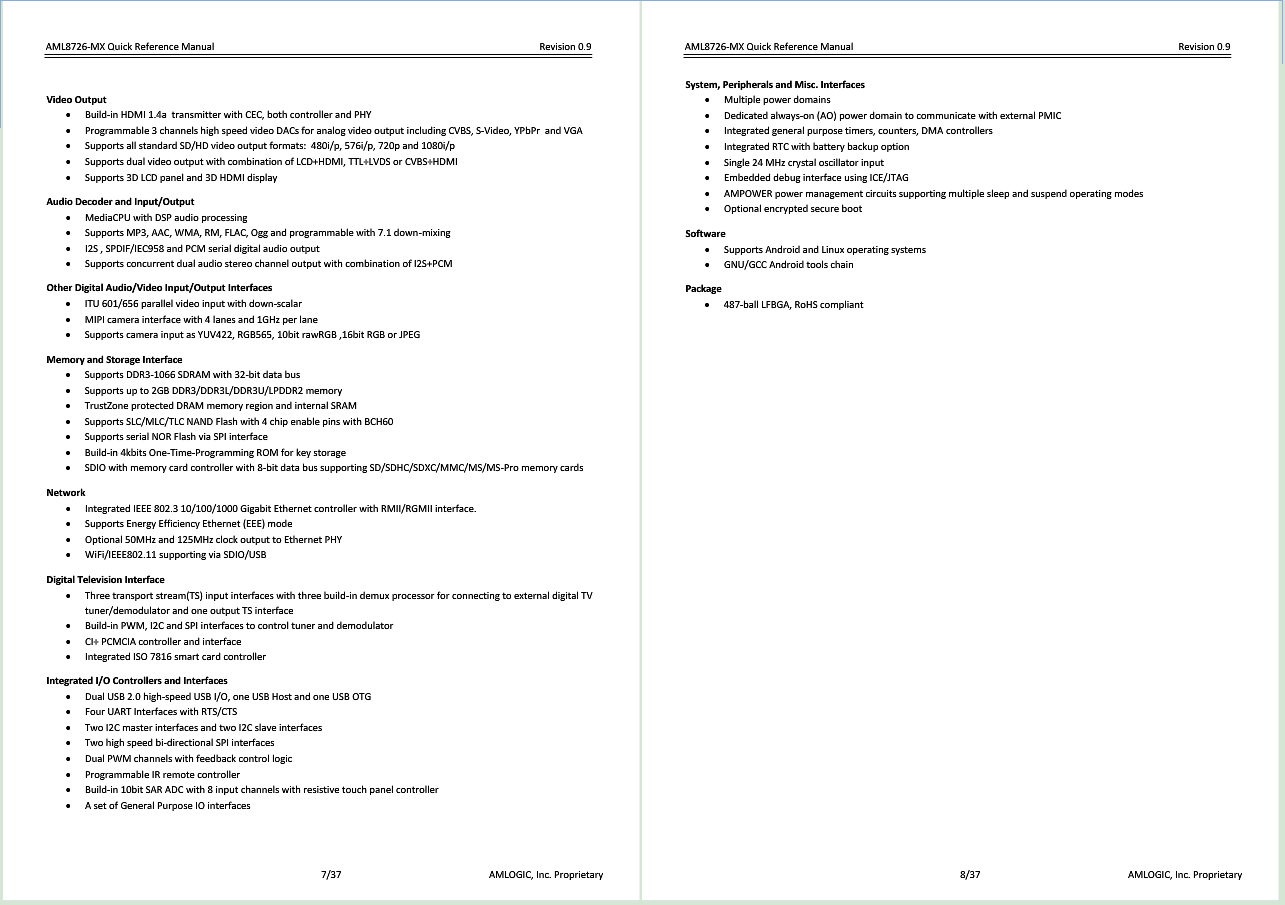 AML8726-MX Quick Reference Manual Revision 0.9
Video Output
• Build-in HDMI 1.4a transmitter with CEC, both controller and PHY
• Programmable 3 channels high speed video DACs for analog video output including CVBS, S-Video, YPbPr and VGA
• Supports all standard SD/HD video output formats: 480i/p, 576i/p, 720p and 1080i/p
• Supports dual video output with combination of LCD+HDMI, TTL+LVDS or CVBS+HDMI
• Supports 3D LCD panel and 3D HDMI display
Audio Decoder and Input/Output
• MediaCPU with DSP audio processing
• Supports MP3, AAC, WMA, RM, FLAC, Ogg and programmable with 7.1 down-mixing
• I2S , SPDIF/IEC958 and PCM serial digital audio output
• Supports concurrent dual audio stereo channel output with combination of I2S+PCM
Other Digital Audio/Video Input/Output Interfaces
• ITU 601/656 parallel video input with down-scalar
• MIPI camera interface with 4 lanes and 1GHz per lane
• Supports camera input as YUV422, RGB565, 10bit rawRGB ,16bit RGB or JPEG
Memory and Storage Interface
• Supports DDR3-1066 SDRAM with 32-bit data bus
• Supports up to 2GB DDR3/DDR3L/DDR3U/LPDDR2 memory
• TrustZone protected DRAM memory region and internal SRAM
• Supports SLC/MLC/TLC NAND Flash with 4 chip enable pins with BCH60
• Supports serial NOR Flash via SPI interface
• Build-in 4kbits One-Time-Programming ROM for key storage
• SDIO with memory card controller with 8-bit data bus supporting SD/SDHC/SDXC/MMC/MS/MS-Pro memory cards
Network
• Integrated IEEE 802.3 10/100/1000 Gigabit Ethernet controller with RMII/RGMII interface.
• Supports Energy Efficiency Ethernet (EEE) mode
• Optional 50MHz and 125MHz clock output to Ethernet PHY
• WiFi/IEEE802.11 supporting via SDIO/USB
Digital Television Interface
• Three transport stream(TS) input interfaces with three build-in demux processor for connecting to external digital TV
tuner/demodulator and one output TS interface
• Build-in PWM, I2C and SPI interfaces to control tuner and demodulator
• CI+ PCMCIA controller and interface
• Integrated ISO 7816 smart card controller
Integrated I/O Controllers and Interfaces
• Dual USB 2.0 high-speed USB I/O, one USB Host and one USB OTG
• Four UART Interfaces with RTS/CTS
• Two I2C master interfaces and two I2C slave interfaces
• Two high speed bi-directional SPI interfaces
• Dual PWM channels with feedback control logic
• Programmable IR remote controller
• Build-in 10bit SAR ADC with 8 input channels with resistive touch panel controller
• A set of General Purpose IO interfaces
7/37 AMLOGIC, Inc. Proprietary
AML8726-MX Quick Reference Manual Revision 0.9
System, Peripherals and Misc. Interfaces
• Multiple power domains
• Dedicated always-on (AO) power domain to communicate with external PMIC
• Integrated general purpose timers, counters, DMA controllers
• Integrated RTC with battery backup option
• Single 24 MHz crystal oscillator input
• Embedded debug interface using ICE/JTAG
• AMPOWER power management circuits supporting multiple sleep and suspend operating modes
• Optional encrypted secure boot
Software
• Supports Android and Linux operating systems
• GNU/GCC Android tools chain
Package
• 487-ball LFBGA, RoHS compliant
8/37 AMLOGIC, Inc. Proprietary